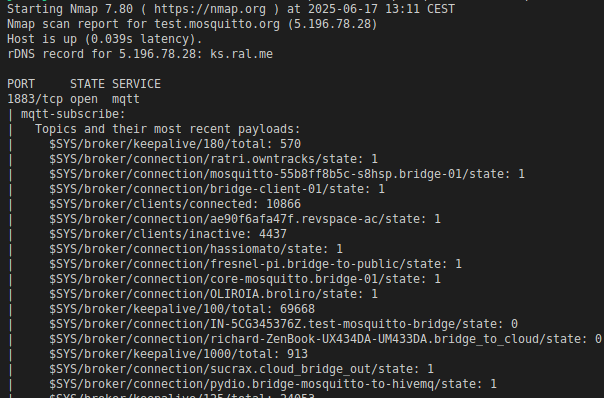 Starting Nmap 7.80 ( https://nmap.org ) at 2025-06-17 13:11 CEST
Nmap scan report for test.mosquitto.org (5.196.78.28)
Host is up (0.039s latency).
rDNS record for 5.196.78.28: ks.ral.me

PORT     STATE SERVICE
1883/tcp open  mqtt
| mqtt-subscribe:
|   Topics and their most recent payloads:
|     $SYS/broker/keepalive/180/total: 570
|     $SYS/broker/connection/ratri.owntracks/state: 1
|     $SYS/broker/connection/mosquitto-55b8ff8b5c-s8hsp.bridge-01/state: 1
|     $SYS/broker/connection/bridge-client-01/state: 1
|     $SYS/broker/clients/connected: 10866
|     $SYS/broker/connection/ae90f6afa47f.revspace-ac/state: 1
|     $SYS/broker/clients/inactive: 4437
|     $SYS/broker/connection/hassiomato/state: 1
|     $SYS/broker/connection/fresnel-pi.bridge-to-public/state: 1
|     $SYS/broker/connection/core-mosquitto.bridge-01/state: 1
|     $SYS/broker/connection/OLIROIA.broliro/state: 1
|     $SYS/broker/keepalive/100/total: 69668
|     $SYS/broker/connection/IN-5CG345376Z.test-mosquitto-bridge/state: 0
|     $SYS/broker/connection/richard-ZenBook-UX434DA-UM433DA.bridge_to_cloud/state: 0
|     $SYS/broker/keepalive/1000/total: 913
|     $SYS/broker/connection/sucrax.cloud_bridge_out/state: 1
|     $SYS/broker/connection/pydio.bridge-mosquitto-to-hivemq/state: 1
|     $SYS/broker/keepalive/125/total: 24053